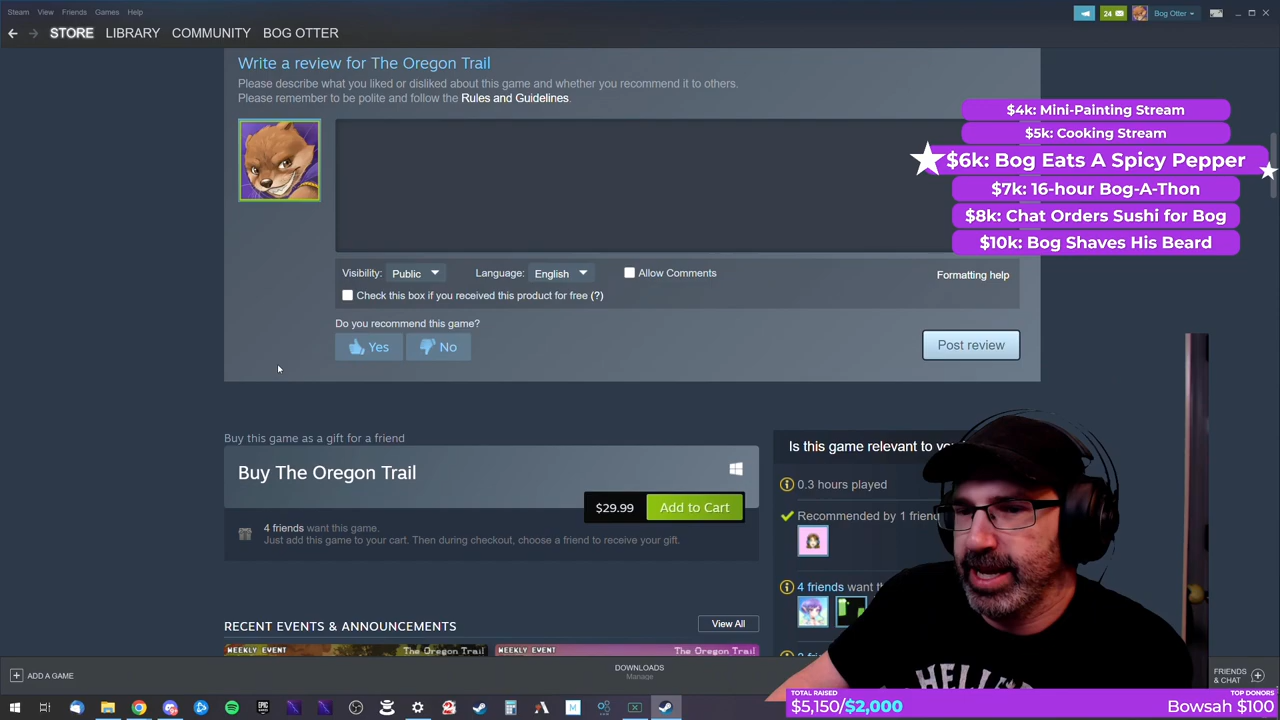 Steam View Friends Games Help
24 Bog Otter
STORE LIBRARY COMMUNITY BOG OTTER
Write a review for The Oregon Trail
Please describe what you liked or disliked about this game and whether you recommend it to others.
Please remember to be polite and follow the Rules and Guidelines.
$4k: Mini-Painting Stream
$5k: Cooking Stream
$6k: Bog Eats A Spicy Pepper
$7k: 16-hour Bog-A-Thon
$8k: Chat Orders Sushi for Bog
$10k: Bog Shaves His Beard
Visibility: Public Language: English Allow Comments Formatting help
Check this box if you received this product for free (?)
Do you recommend this game?
Yes No Post review
Buy this game as a gift for a friend
Buy The Oregon Trail
$29.99 Add to Cart
4 friends want this game.
Just add this game to your cart. Then during checkout, choose a friend to receive your gift.
Is this game relevant to
0.3 hours played
Recommended by 1 friend
4 friends want
RECENT EVENTS & ANNOUNCEMENTS View All
WEEKLY EVENT The Oregon Trail WEEKLY EVENT The Oregon Trail
ADD A GAME DOWNLOADS
Manage FRIENDS
& CHAT
HELL
TOTAL RAISED TOP DONORS
$5,150/$2,000 Bowsah $100